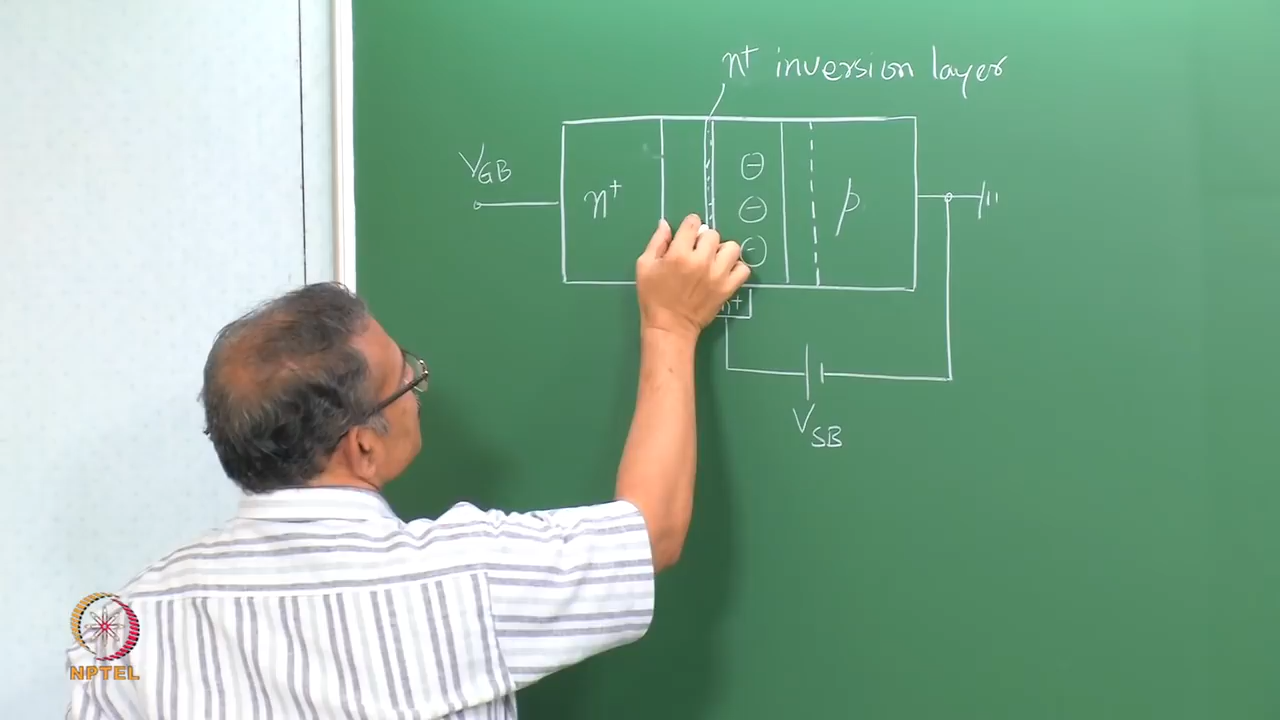 n⁺ inversion layer
V_GB
n⁺
⊖
⊖
⊖
p
n⁺
V_SB
NPTEL